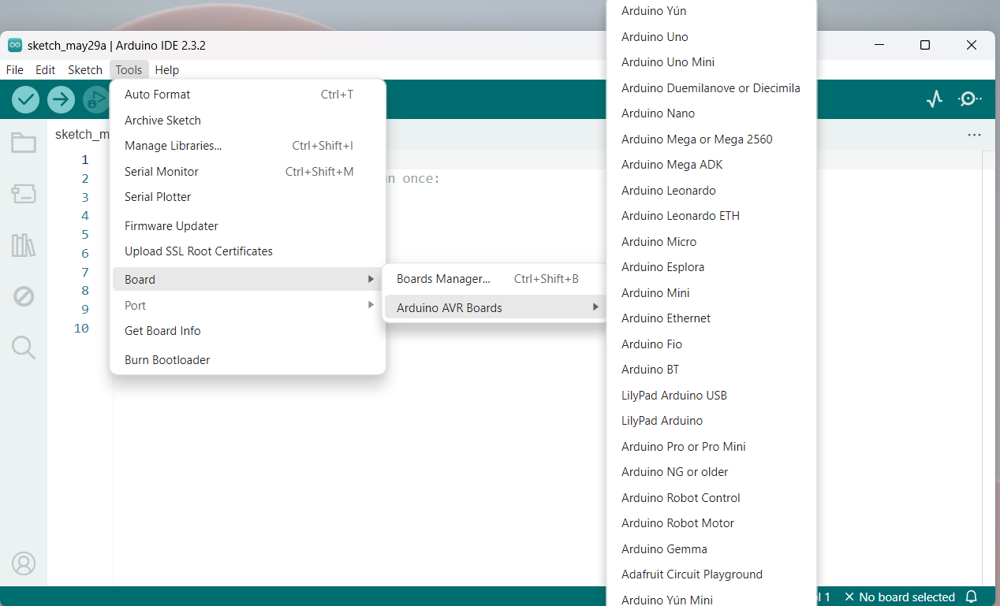 sketch_may29a | Arduino IDE 2.3.2
File Edit Sketch Tools Help
Auto Format Ctrl+T
Archive Sketch
Manage Libraries... Ctrl+Shift+I
Serial Monitor Ctrl+Shift+M
Serial Plotter
Firmware Updater
Upload SSL Root Certificates
Board
Port
Get Board Info
Burn Bootloader
Boards Manager... Ctrl+Shift+B
Arduino AVR Boards
Arduino Yún
Arduino Uno
Arduino Uno Mini
Arduino Duemilanove or Diecimila
Arduino Nano
Arduino Mega or Mega 2560
Arduino Mega ADK
Arduino Leonardo
Arduino Leonardo ETH
Arduino Micro
Arduino Esplora
Arduino Mini
Arduino Ethernet
Arduino Fio
Arduino BT
LilyPad Arduino USB
LilyPad Arduino
Arduino Pro or Pro Mini
Arduino NG or older
Arduino Robot Control
Arduino Robot Motor
Arduino Gemma
Adafruit Circuit Playground
Arduino Yún Mini
sketch_m
1
2
once:
3
4
5
6
7
8
9
10
1 No board selected